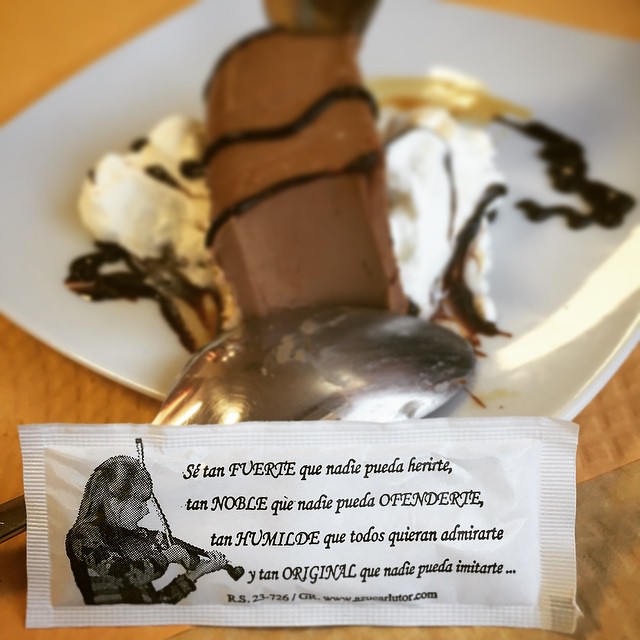 Sé tan FUERTE que nadie pueda herirte,
tan NOBLE que nadie pueda OFENDERTE,
tan HUMILDE que todos quieran admirarte
y tan ORIGINAL que nadie pueda imitarte ...
R.S. 23-726 / GR. www.azucarlutor.com